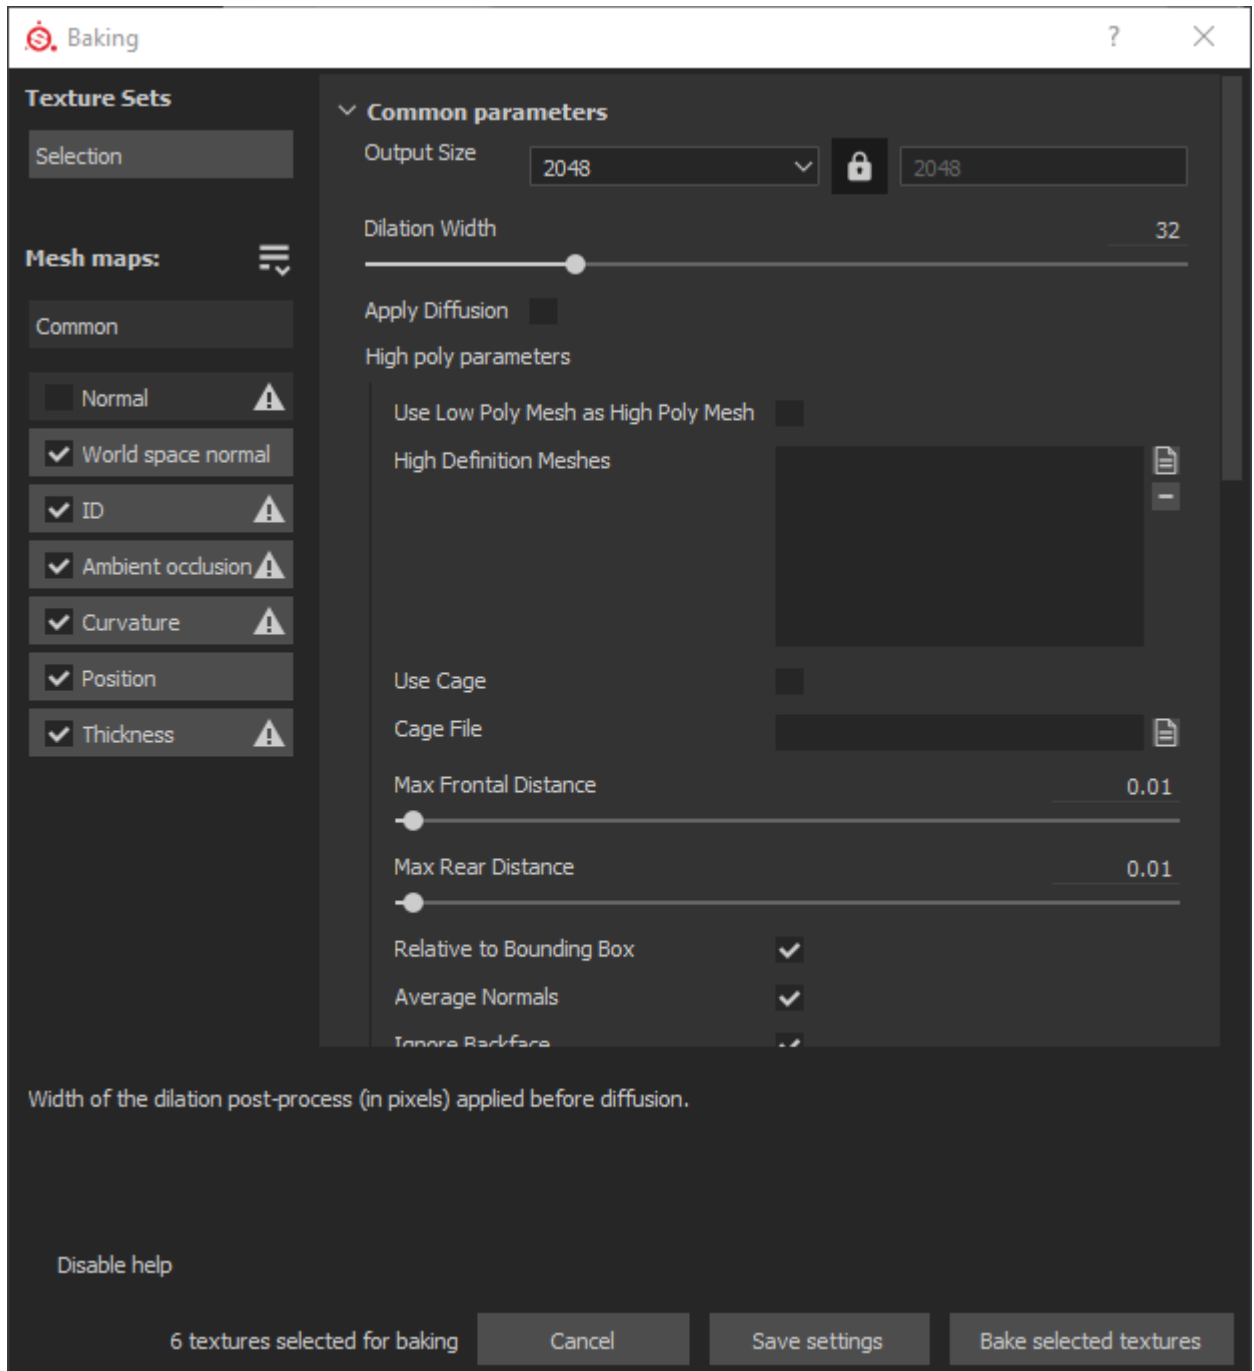 Baking
?
Texture Sets
Selection
Mesh maps:
Common
Normal
World space normal
ID
Ambient occlusion
Curvature
Position
Thickness
Common parameters
Output Size 2048 2048
Dilation Width 32
Apply Diffusion
High poly parameters
Use Low Poly Mesh as High Poly Mesh
High Definition Meshes
Use Cage
Cage File
Max Frontal Distance 0.01
Max Rear Distance 0.01
Relative to Bounding Box
Average Normals
Ignore Backface
Width of the dilation post-process (in pixels) applied before diffusion.
Disable help
6 textures selected for baking Cancel Save settings Bake selected textures